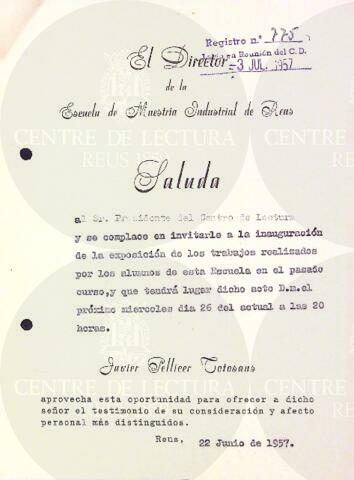 Registro n.º 775
Reunión del C.D.
-3 JUL. 1957
El Director
de la
Escuela de Maestría Industrial de Reus
CENTRE DE LECTURA
REUS
Saluda
al Sr. Presidente del Centro de Lectura
y se complace en invitarle a la inauguración
de la exposición de los trabajos realizados
por los alumnos de esta Escuela en el pasado
curso,y que tendrá lugar dicho acto D.m.el
próximo miercoles dia 26 del actual a las 20
horas.
Javier Pellicer Totosaus
CENTRE DE LECTURA
aprovecha esta oportunidad para ofrecer a dicho
señor el testimonio de su consideración y afecto
personal más distinguidos.
Reus, 22 Junio de 1957.